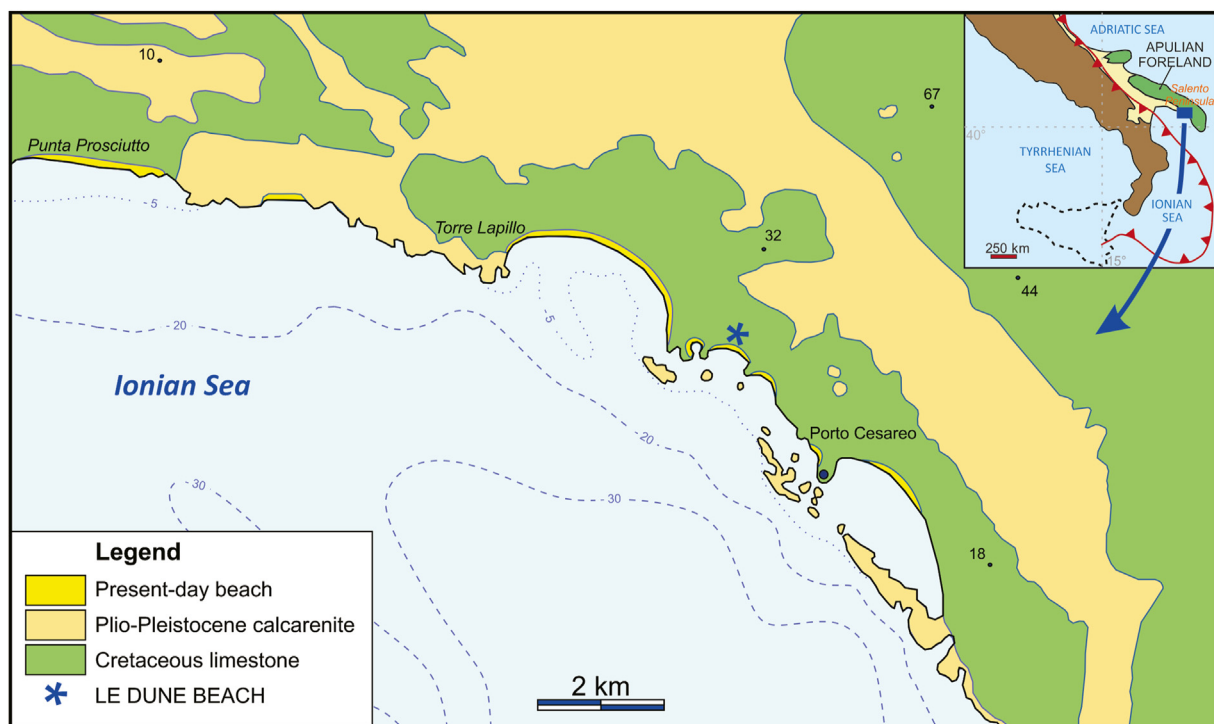 10
Punta Prosciutto
- 5
Torre Lapillo
32
67
44
- 5
- 20
Ionian Sea
- 20
- 30
- 30
Porto Cesareo
18
ADRIATIC SEA
APULIAN
FORELAND
Salento
Peninsula
40°
TYRRHENIAN
SEA
IONIAN
SEA
250 km
15°
Legend
Present-day beach
Plio-Pleistocene calcarenite
Cretaceous limestone
LE DUNE BEACH
2 km